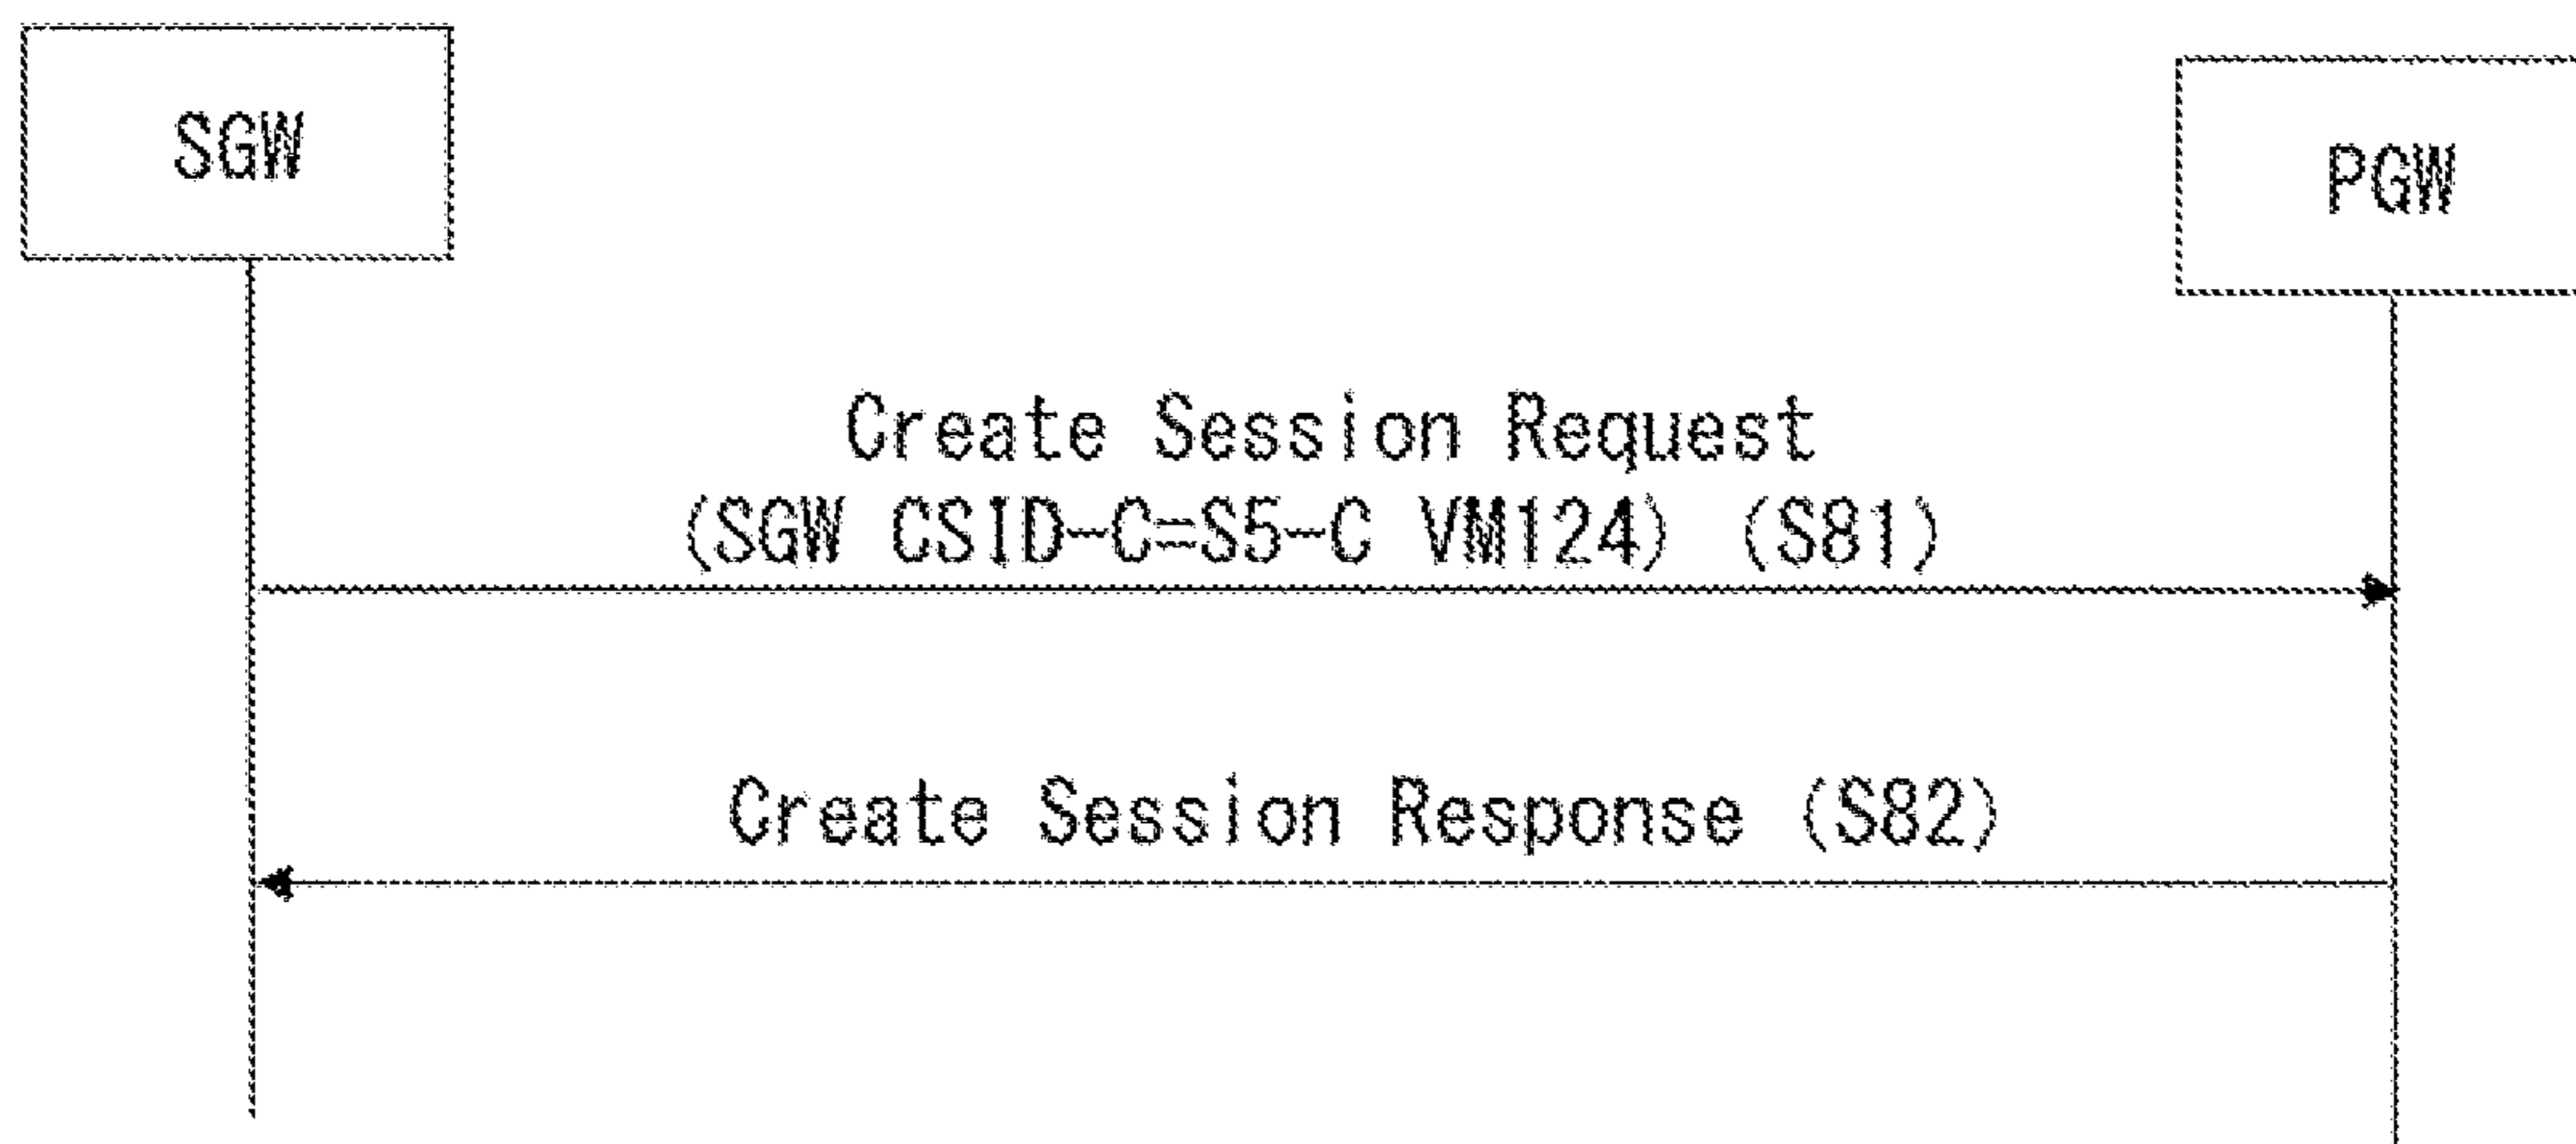 SGW
PGW
Create Session Request
(SGW CSID-C=S5-C VM124) (S81)
Create Session Response (S82)